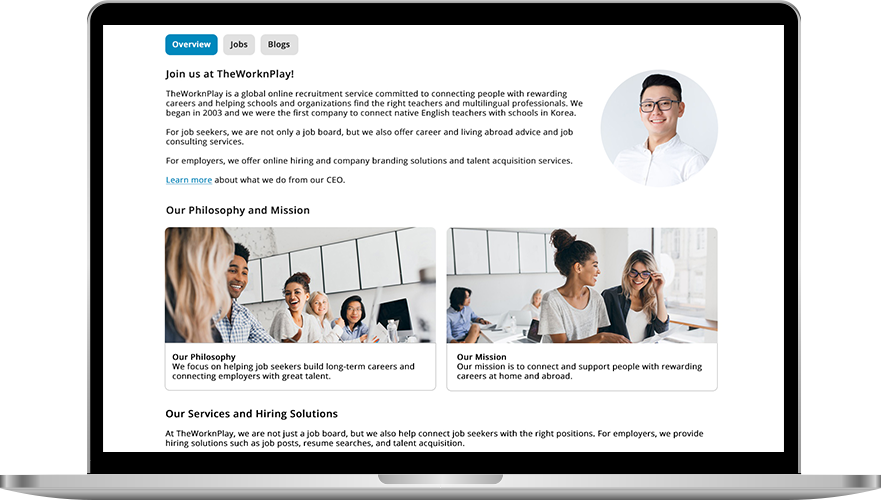 Overview
Jobs
Blogs
Join us at TheWorknPlay!
TheWorknPlay is a global online recruitment service committed to connecting people with rewarding
careers and helping schools and organizations find the right teachers and multilingual professionals. We
began in 2003 and we were the first company to connect native English teachers with schools in Korea.
For job seekers, we are not only a job board, but we also offer career and living abroad advice and job
consulting services.
For employers, we offer online hiring and company branding solutions and talent acquisition services.
Learn more about what we do from our CEO.
Our Philosophy and Mission
Our Philosophy
We focus on helping job seekers build long-term careers and
connecting employers with great talent.
Our Mission
Our mission is to connect and support people with rewarding
careers at home and abroad.
Our Services and Hiring Solutions
At TheWorknPlay, we are not just a job board, but we also help connect job seekers with the right positions. For employers, we provide
hiring solutions such as job posts, resume searches, and talent acquisition.